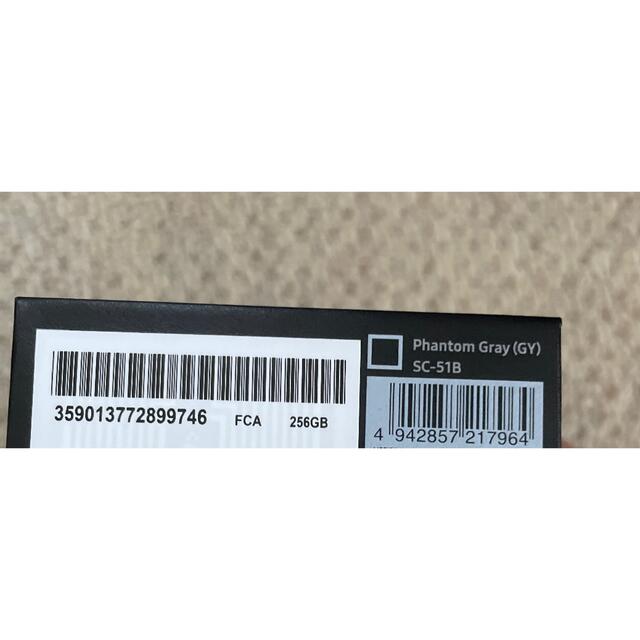 Phantom Gray (GY)
SC-51B
359013772899746 FCA 256GB
4 942857 217964